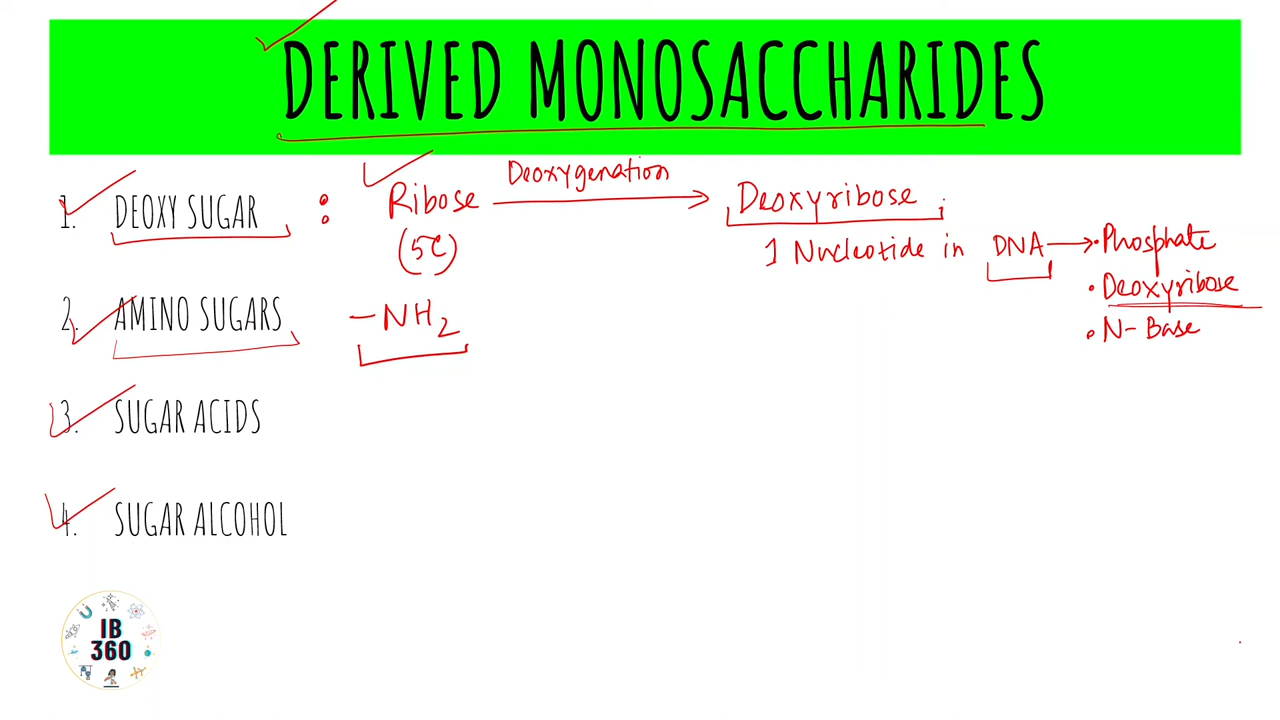 DERIVED MONOSACCHARIDES
1. DEOXY SUGAR : Ribose Deoxygenation → Deoxyribose
(5C)
1 Nucleotide in DNA → • Phosphate
• Deoxyribose
• N-Base
2. AMINO SUGARS -NH2
3. SUGAR ACIDS
4. SUGAR ALCOHOL
IB
360